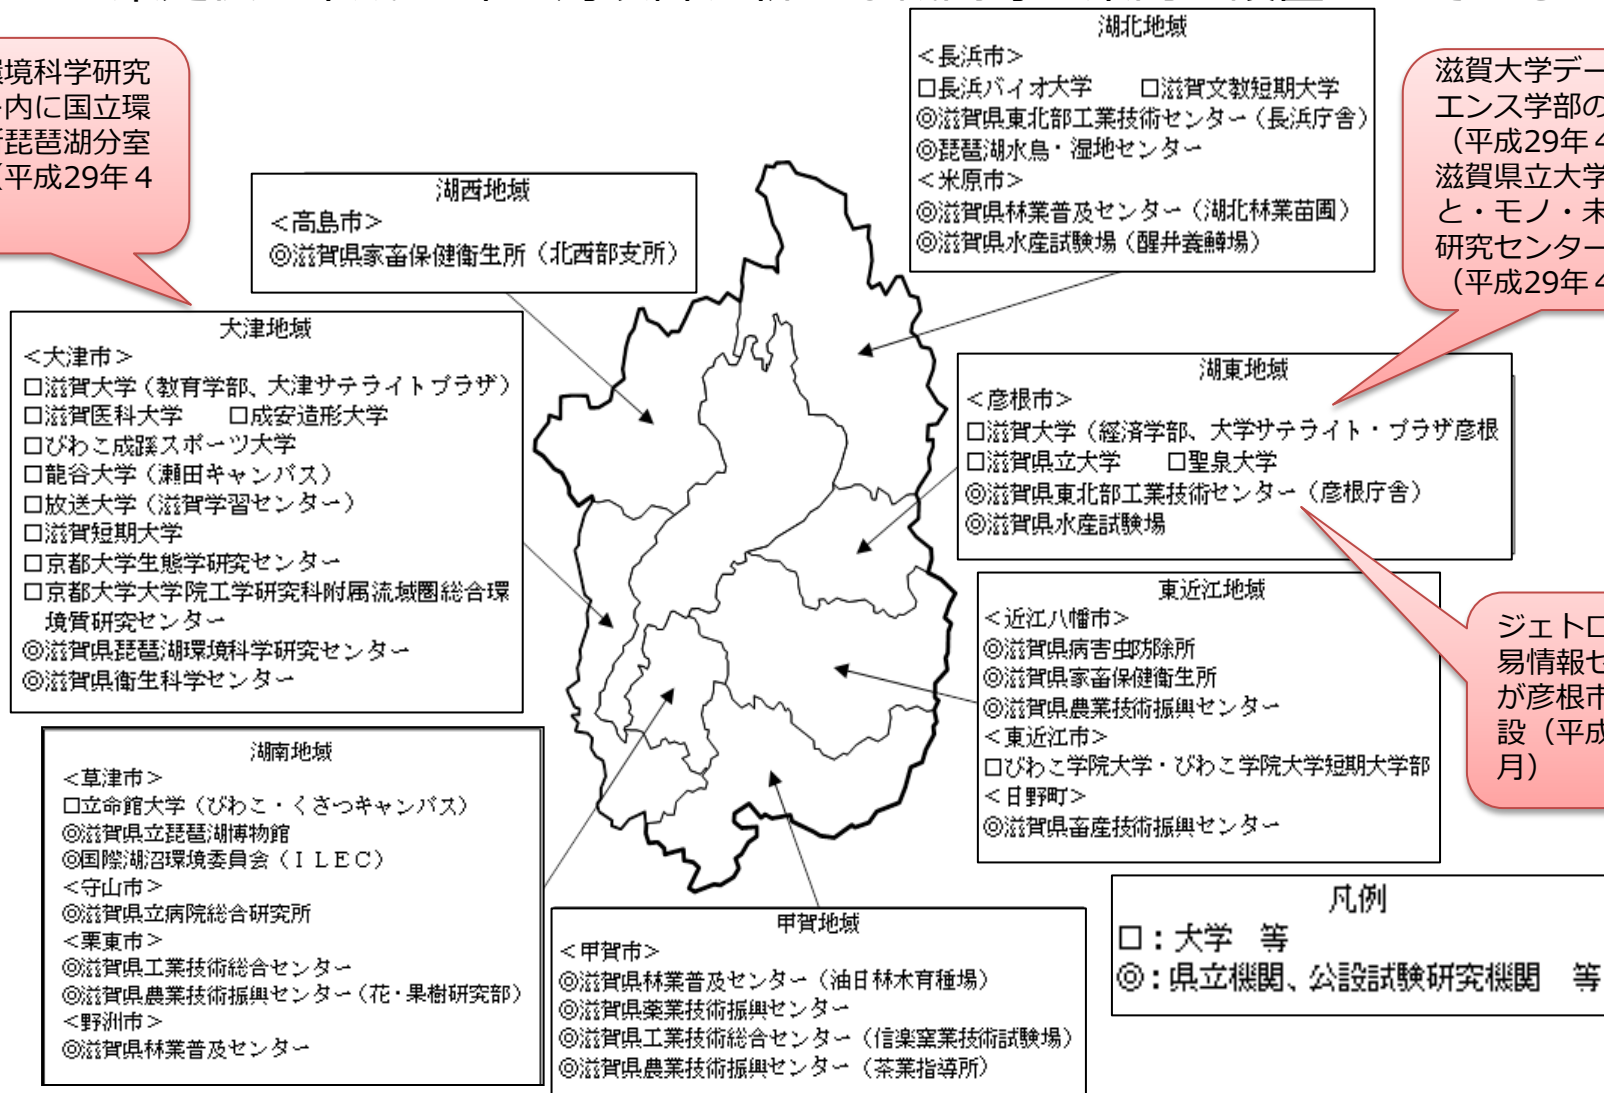 環境科学研究
ー内に国立環
所琵琶湖分室
（平成29年４
湖西地域
＜高島市＞
◎滋賀県家畜保健衛生所（北西部支所）
湖北地域
＜長浜市＞
□長浜バイオ大学　□滋賀文教短期大学
◎滋賀県東北部工業技術センター（長浜庁舎）
◎琵琶湖水鳥・湿地センター
＜米原市＞
◎滋賀県林業普及センター（湖北林業苗圃）
◎滋賀県水産試験場（醒井養鱒場）
滋賀大学デー
エンス学部の
（平成29年４
滋賀県立大学
と・モノ・未
研究センター
（平成29年４
大津地域
＜大津市＞
□滋賀大学（教育学部、大津サテライトプラザ）
□滋賀医科大学　□成安造形大学
□びわこ成蹊スポーツ大学
□龍谷大学（瀬田キャンパス）
□放送大学（滋賀学習センター）
□滋賀短期大学
□京都大学生態学研究センター
□京都大学大学院工学研究科附属流域圏総合環
境質研究センター
◎滋賀県琵琶湖環境科学研究センター
◎滋賀県衛生科学センター
湖東地域
＜彦根市＞
□滋賀大学（経済学部、大学サテライト・プラザ彦根
□滋賀県立大学　□聖泉大学
◎滋賀県東北部工業技術センター（彦根庁舎）
◎滋賀県水産試験場
東近江地域
＜近江八幡市＞
◎滋賀県病害虫防除所
◎滋賀県家畜保健衛生所
◎滋賀県農業技術振興センター
＜東近江市＞
□びわこ学院大学・びわこ学院大学短期大学部
＜日野町＞
◎滋賀県畜産技術振興センター
ジェトロ
易情報セ
が彦根市
設（平成
月）
湖南地域
＜草津市＞
□立命館大学（びわこ・くさつキャンパス）
◎滋賀県立琵琶湖博物館
◎国際湖沼環境委員会（ＩＬＥＣ）
＜守山市＞
◎滋賀県立病院総合研究所
＜栗東市＞
◎滋賀県工業技術総合センター
◎滋賀県農業技術振興センター（花・果樹研究部）
＜野洲市＞
◎滋賀県林業普及センター
甲賀地域
＜甲賀市＞
◎滋賀県林業普及センター（油日林木育種場）
◎滋賀県薬業技術振興センター
◎滋賀県工業技術総合センター（信楽窯業技術試験場）
◎滋賀県農業技術振興センター（茶業指導所）
凡例
□：大学　等
◎：県立機関、公設試験研究機関　等